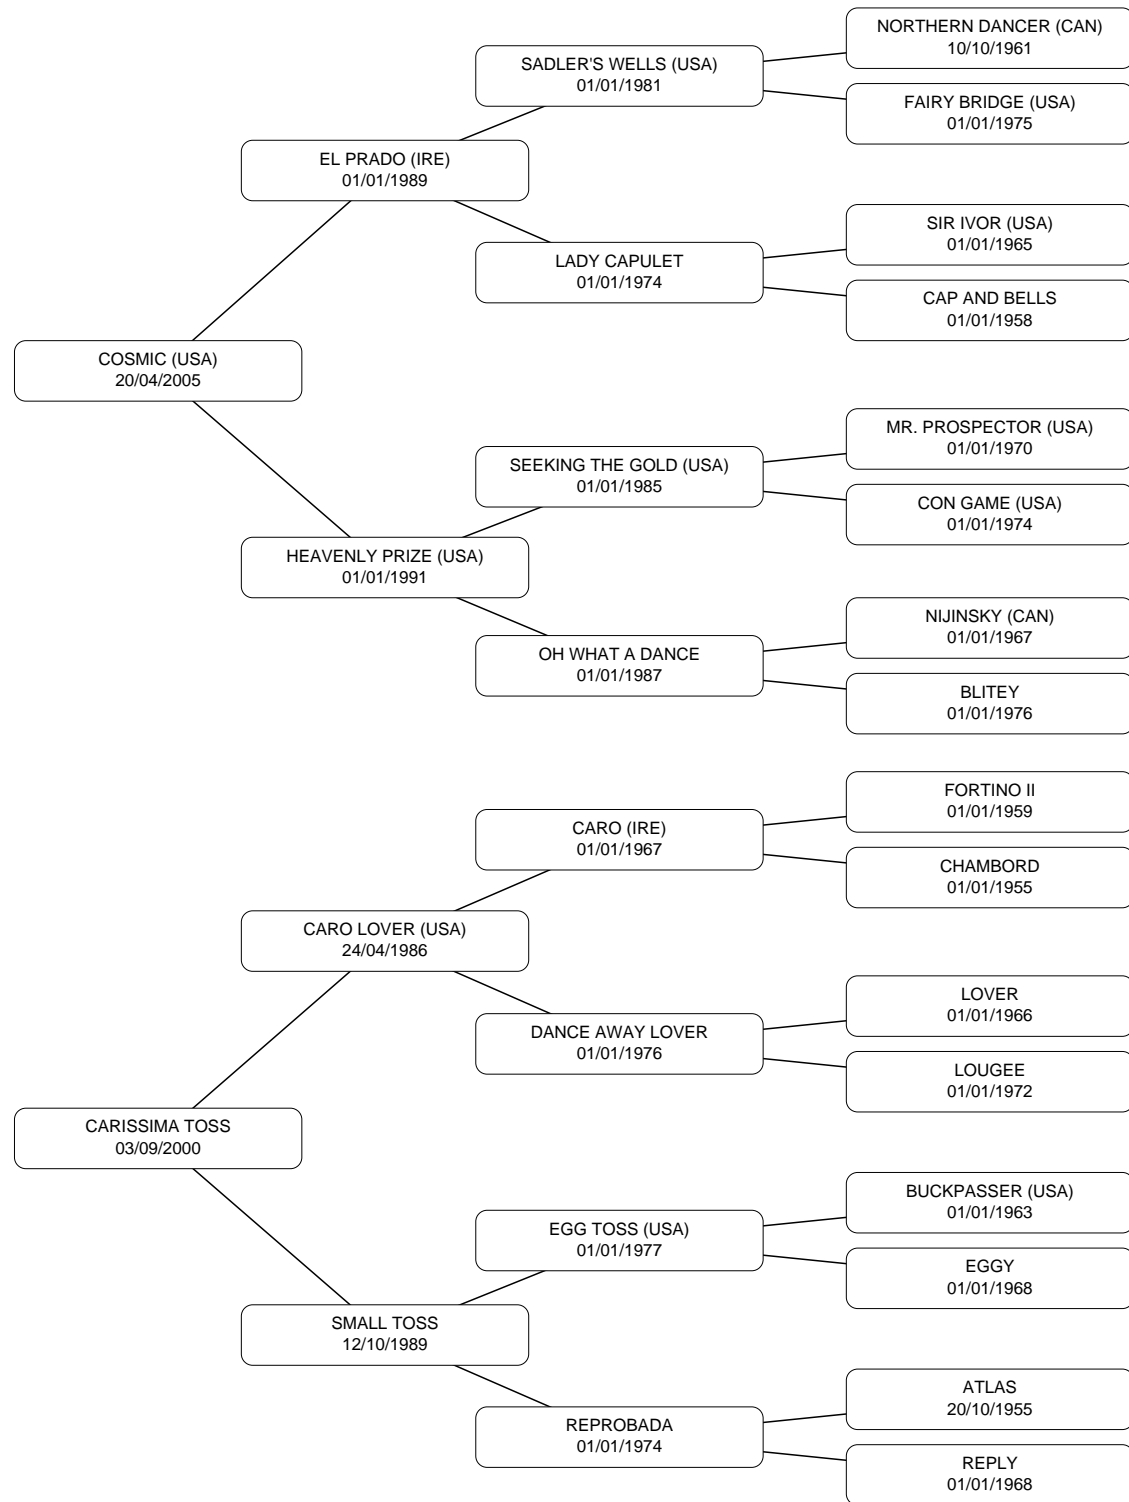 NORTHERN DANCER (CAN)
10/10/1961
SADLER'S WELLS (USA)
01/01/1981
FAIRY BRIDGE (USA)
01/01/1975
EL PRADO (IRE)
01/01/1989
SIR IVOR (USA)
01/01/1965
LADY CAPULET
01/01/1974
CAP AND BELLS
01/01/1958
COSMIC (USA)
20/04/2005
MR. PROSPECTOR (USA)
01/01/1970
SEEKING THE GOLD (USA)
01/01/1985
CON GAME (USA)
01/01/1974
HEAVENLY PRIZE (USA)
01/01/1991
NIJINSKY (CAN)
01/01/1967
OH WHAT A DANCE
01/01/1987
BLITEY
01/01/1976
FORTINO II
01/01/1959
CARO (IRE)
01/01/1967
CHAMBORD
01/01/1955
CARO LOVER (USA)
24/04/1986
LOVER
01/01/1966
DANCE AWAY LOVER
01/01/1976
LOUGEE
01/01/1972
CARISSIMA TOSS
03/09/2000
BUCKPASSER (USA)
01/01/1963
EGG TOSS (USA)
01/01/1977
EGGY
01/01/1968
SMALL TOSS
12/10/1989
ATLAS
20/10/1955
REPROBADA
01/01/1974
REPLY
01/01/1968